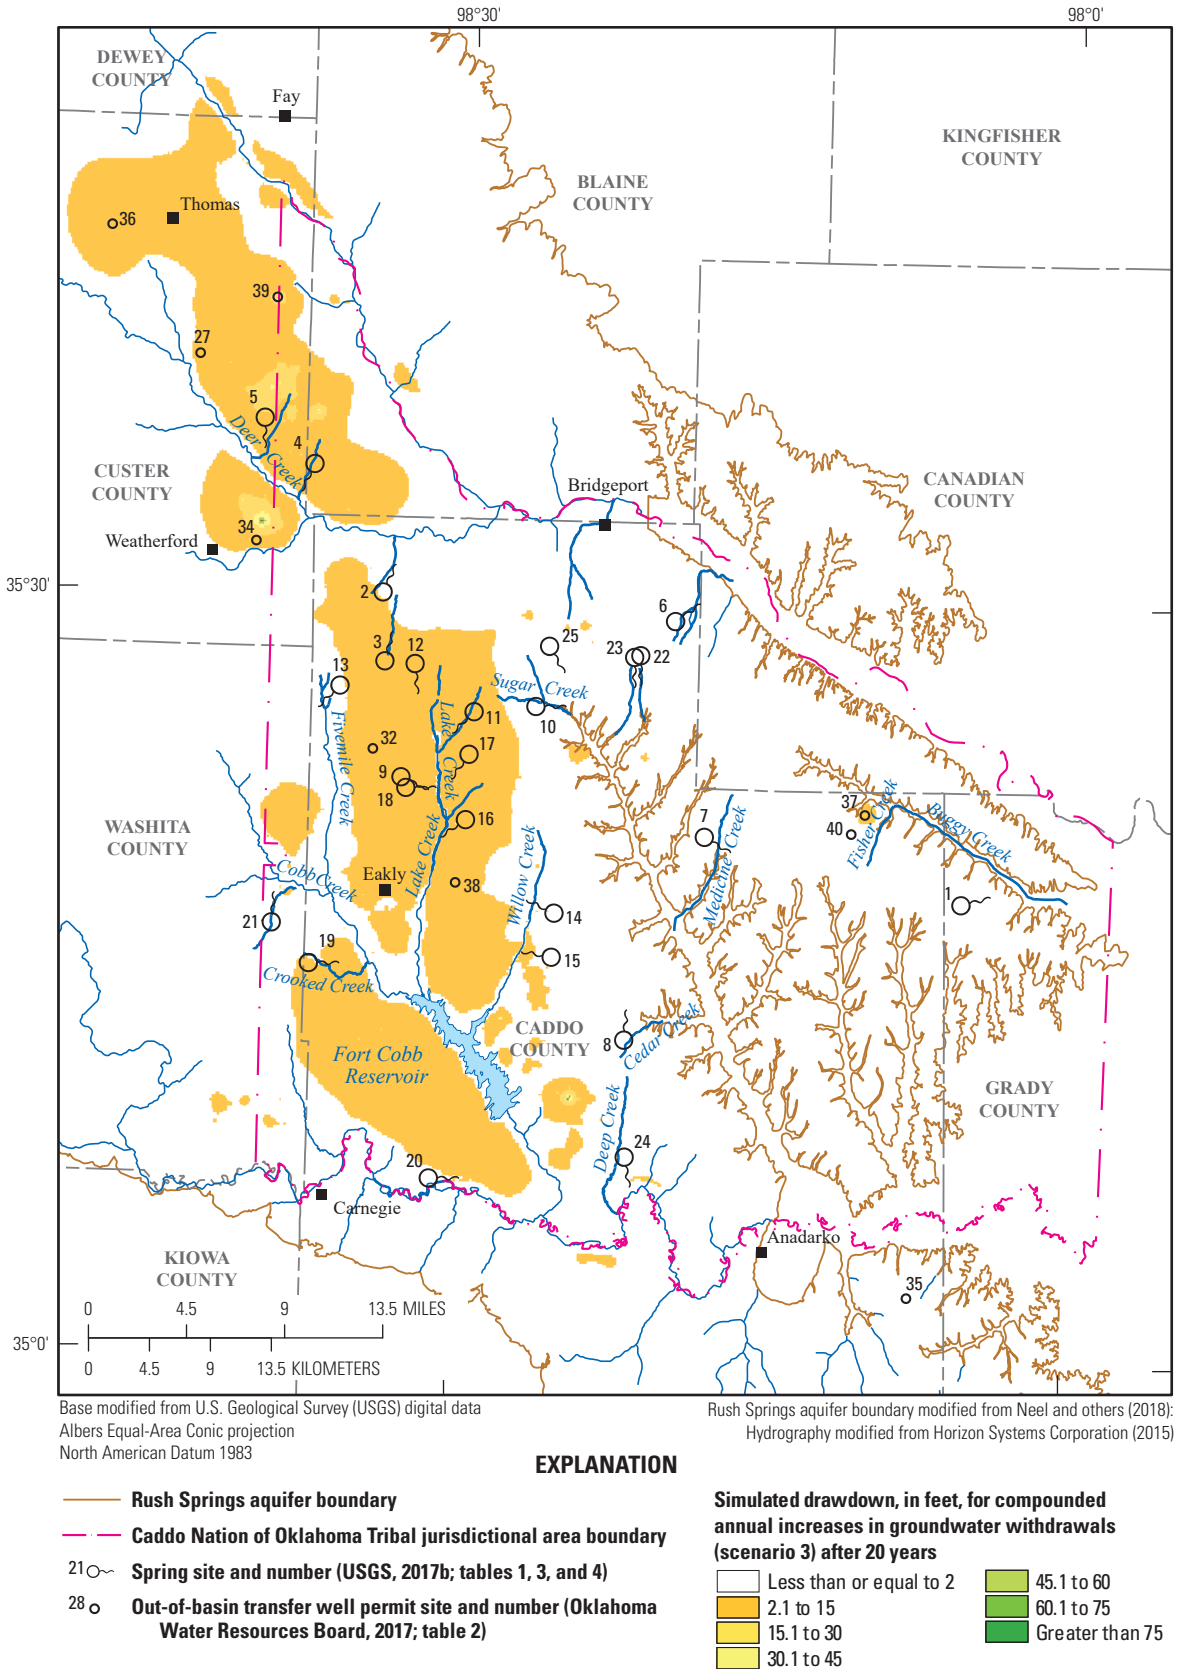 98°30'
98°0'
DEWEY
COUNTY
Fay
KINGFISHER
COUNTY
BLAINE
COUNTY
Thomas
36
39
27
5
Deer Creek
4
CUSTER
COUNTY
CANADIAN
COUNTY
Bridgeport
34
Weatherford
35°30'
2
6
25
23
22
3
12
13
Sugar Creek
10
11
Lake Creek
Fivemile Creek
32
17
9
18
16
37
40
Fisher Creek
Buggy Creek
7
Medicine Creek
WASHITA
COUNTY
Lake Creek
Willow Creek
Cobb Creek
Eakly
38
1
14
21
19
15
Crooked Creek
CADDO
COUNTY
8
Cedar Creek
Fort Cobb
Reservoir
GRADY
COUNTY
Deep Creek
24
20
Carnegie
Anadarko
KIOWA
COUNTY
35
0 4.5 9 13.5 MILES
0 4.5 9 13.5 KILOMETERS
35°0'
Base modified from U.S. Geological Survey (USGS) digital data
Albers Equal-Area Conic projection
North American Datum 1983
Rush Springs aquifer boundary modified from Neel and others (2018):
Hydrography modified from Horizon Systems Corporation (2015)
EXPLANATION
Rush Springs aquifer boundary
Caddo Nation of Oklahoma Tribal jurisdictional area boundary
21 Spring site and number (USGS, 2017b; tables 1, 3, and 4)
28 Out-of-basin transfer well permit site and number (Oklahoma
Water Resources Board, 2017; table 2)
Simulated drawdown, in feet, for compounded
annual increases in groundwater withdrawals
(scenario 3) after 20 years
Less than or equal to 2
2.1 to 15
15.1 to 30
30.1 to 45
45.1 to 60
60.1 to 75
Greater than 75